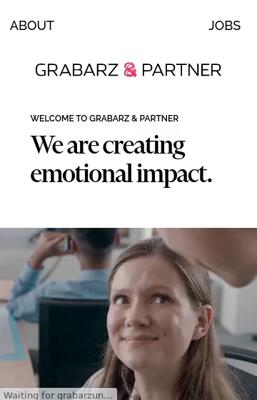 ABOUT
JOBS
GRABARZ & PARTNER
WELCOME TO GRABARZ & PARTNER
We are creating
emotional impact.
Waiting for grabarzun...